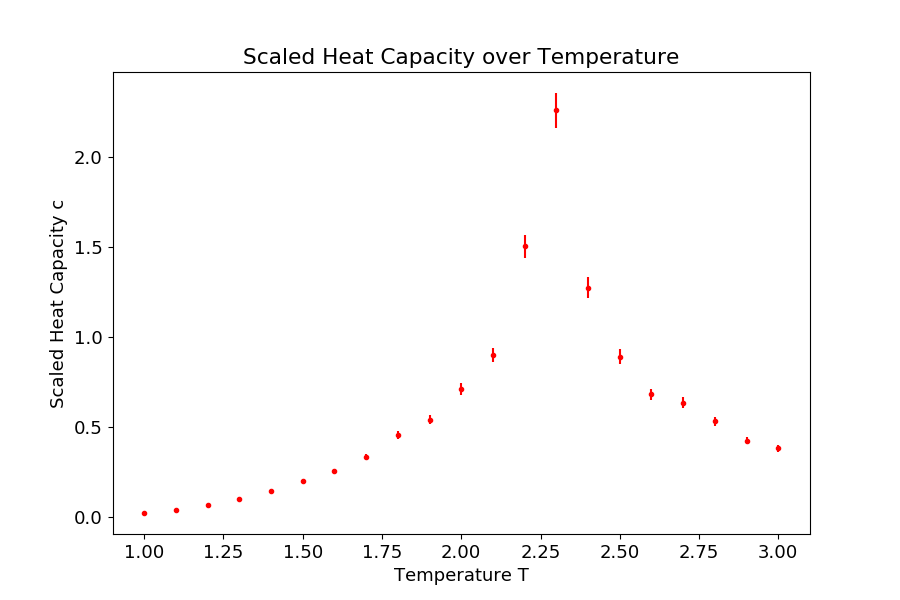 Scaled Heat Capacity over Temperature
Scaled Heat Capacity c
2.0
1.5
1.0
0.5
0.0
1.00 1.25 1.50 1.75 2.00 2.25 2.50 2.75 3.00
Temperature T